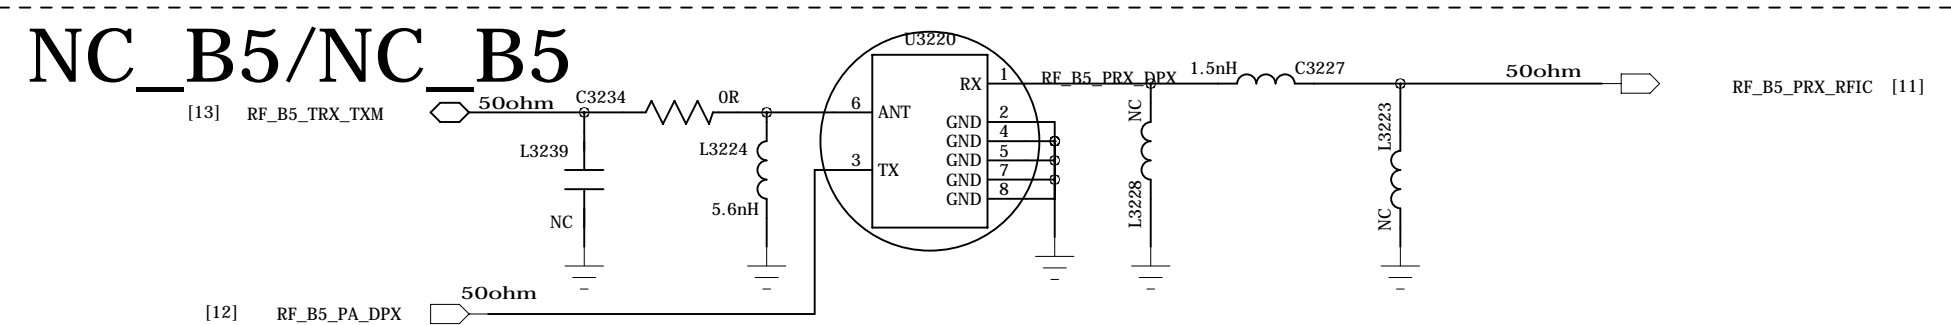 NC_B5/NC_B5
U3220
RX 1 RF_B5_PRX_DPX 1.5nH C3227 50ohm RF_B5_PRX_RFIC [11]
[13] RF_B5_TRX_TXM 50ohm C3234 0R 6 ANT
GND 2
GND 4
GND 5
GND 7
GND 8
3 TX
L3239
NC
L3224
5.6nH
NC
L3228
L3223
NC
[12] RF_B5_PA_DPX 50ohm